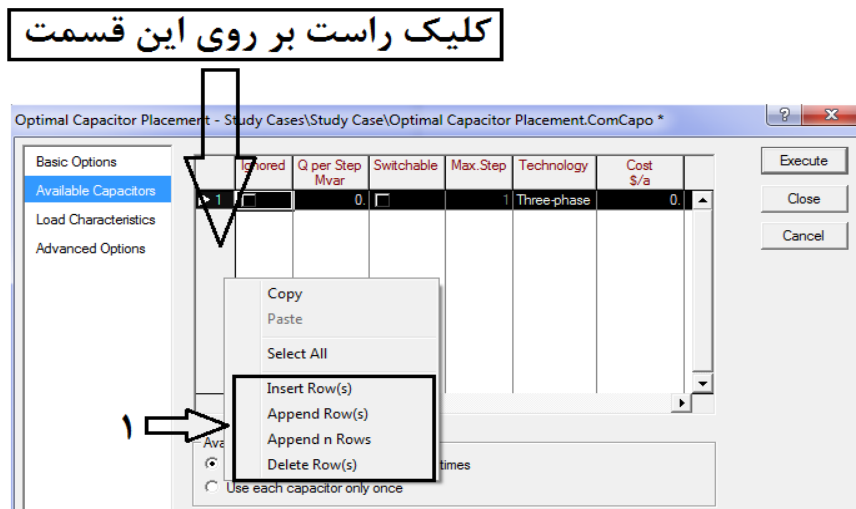 کلیک راست بر روی این قسمت
Optimal Capacitor Placement - Study Cases\Study Case\Optimal Capacitor Placement.ComCapo *
Basic Options
Available Capacitors
Load Characteristics
Advanced Options
Ignored Q per Step Switchable Max.Step Technology Cost
Mvar $/a
1 0. 1 Three-phase 0.
Execute
Close
Cancel
Copy
Paste
Select All
Insert Row(s)
Append Row(s)
Append n Rows
Delete Row(s)
۱
times
Use each capacitor only once